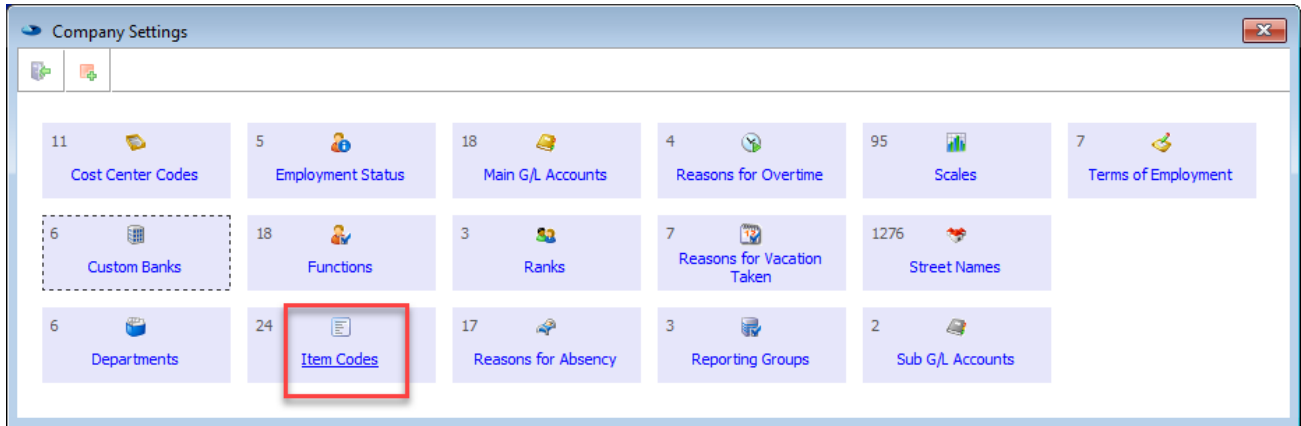 Company Settings
11
Cost Center Codes
5
Employment Status
18
Main G/L Accounts
4
Reasons for Overtime
95
Scales
7
Terms of Employment
6
Custom Banks
18
Functions
3
Ranks
7
Reasons for Vacation
Taken
1276
Street Names
6
Departments
24
Item Codes
17
Reasons for Absency
3
Reporting Groups
2
Sub G/L Accounts